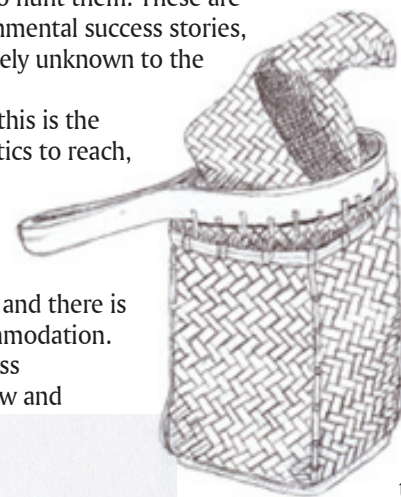 o hunt them. These are
nmental success stories,
ely unknown to the
this is the
tics to reach,
and there is
mmodation.
ss
w and